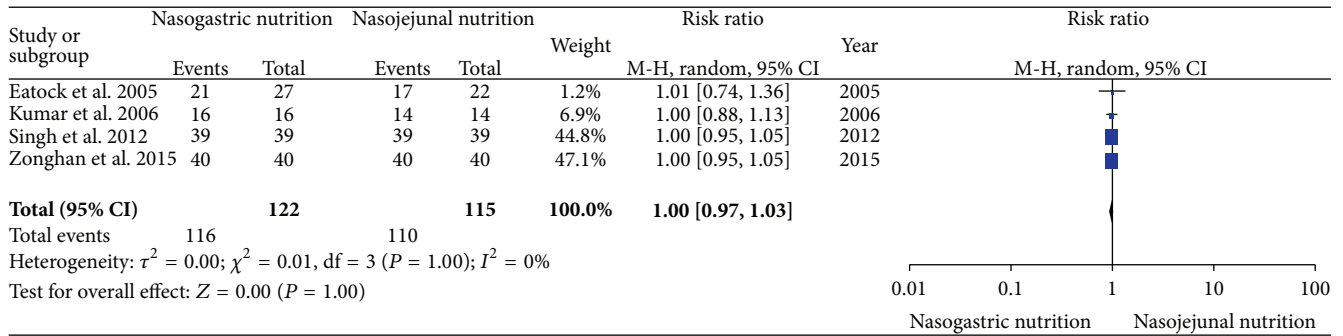 Nasogastric nutrition Nasojejunal nutrition Risk ratio Risk ratio
Study or subgroup Weight Year
Events Total Events Total M-H, random, 95% CI M-H, random, 95% CI
Eatock et al. 2005 21 27 17 22 1.2% 1.01 [0.74, 1.36] 2005
Kumar et al. 2006 16 16 14 14 6.9% 1.00 [0.88, 1.13] 2006
Singh et al. 2012 39 39 39 39 44.8% 1.00 [0.95, 1.05] 2012
Zonghan et al. 2015 40 40 40 40 47.1% 1.00 [0.95, 1.05] 2015
Total (95% CI) 122 115 100.0% 1.00 [0.97, 1.03]
Total events 116 110
Heterogeneity: τ² = 0.00; χ² = 0.01, df = 3 (P = 1.00); I² = 0%
Test for overall effect: Z = 0.00 (P = 1.00)
0.01 0.1 1 10 100
Nasogastric nutrition Nasojejunal nutrition